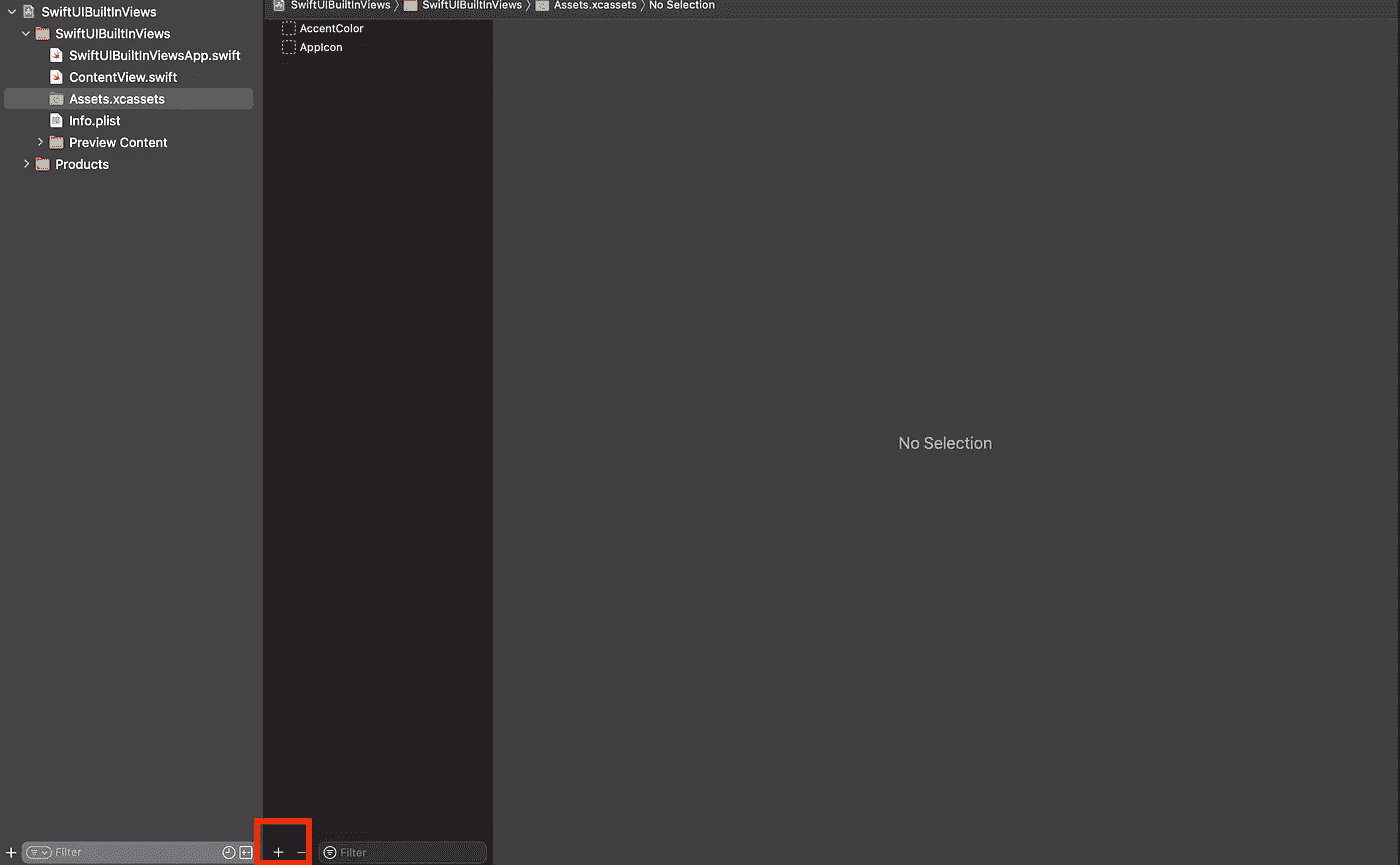 SwiftUIBuiltInViews
SwiftUIBuiltInViews
SwiftUIBuiltInViewsApp.swift
ContentView.swift
Assets.xcassets
Info.plist
Preview Content
Products
Filter
SwiftUIBuiltInViews 〉 SwiftUIBuiltInViews 〉 Assets.xcassets 〉 No Selection
AccentColor
AppIcon
Filter
No Selection